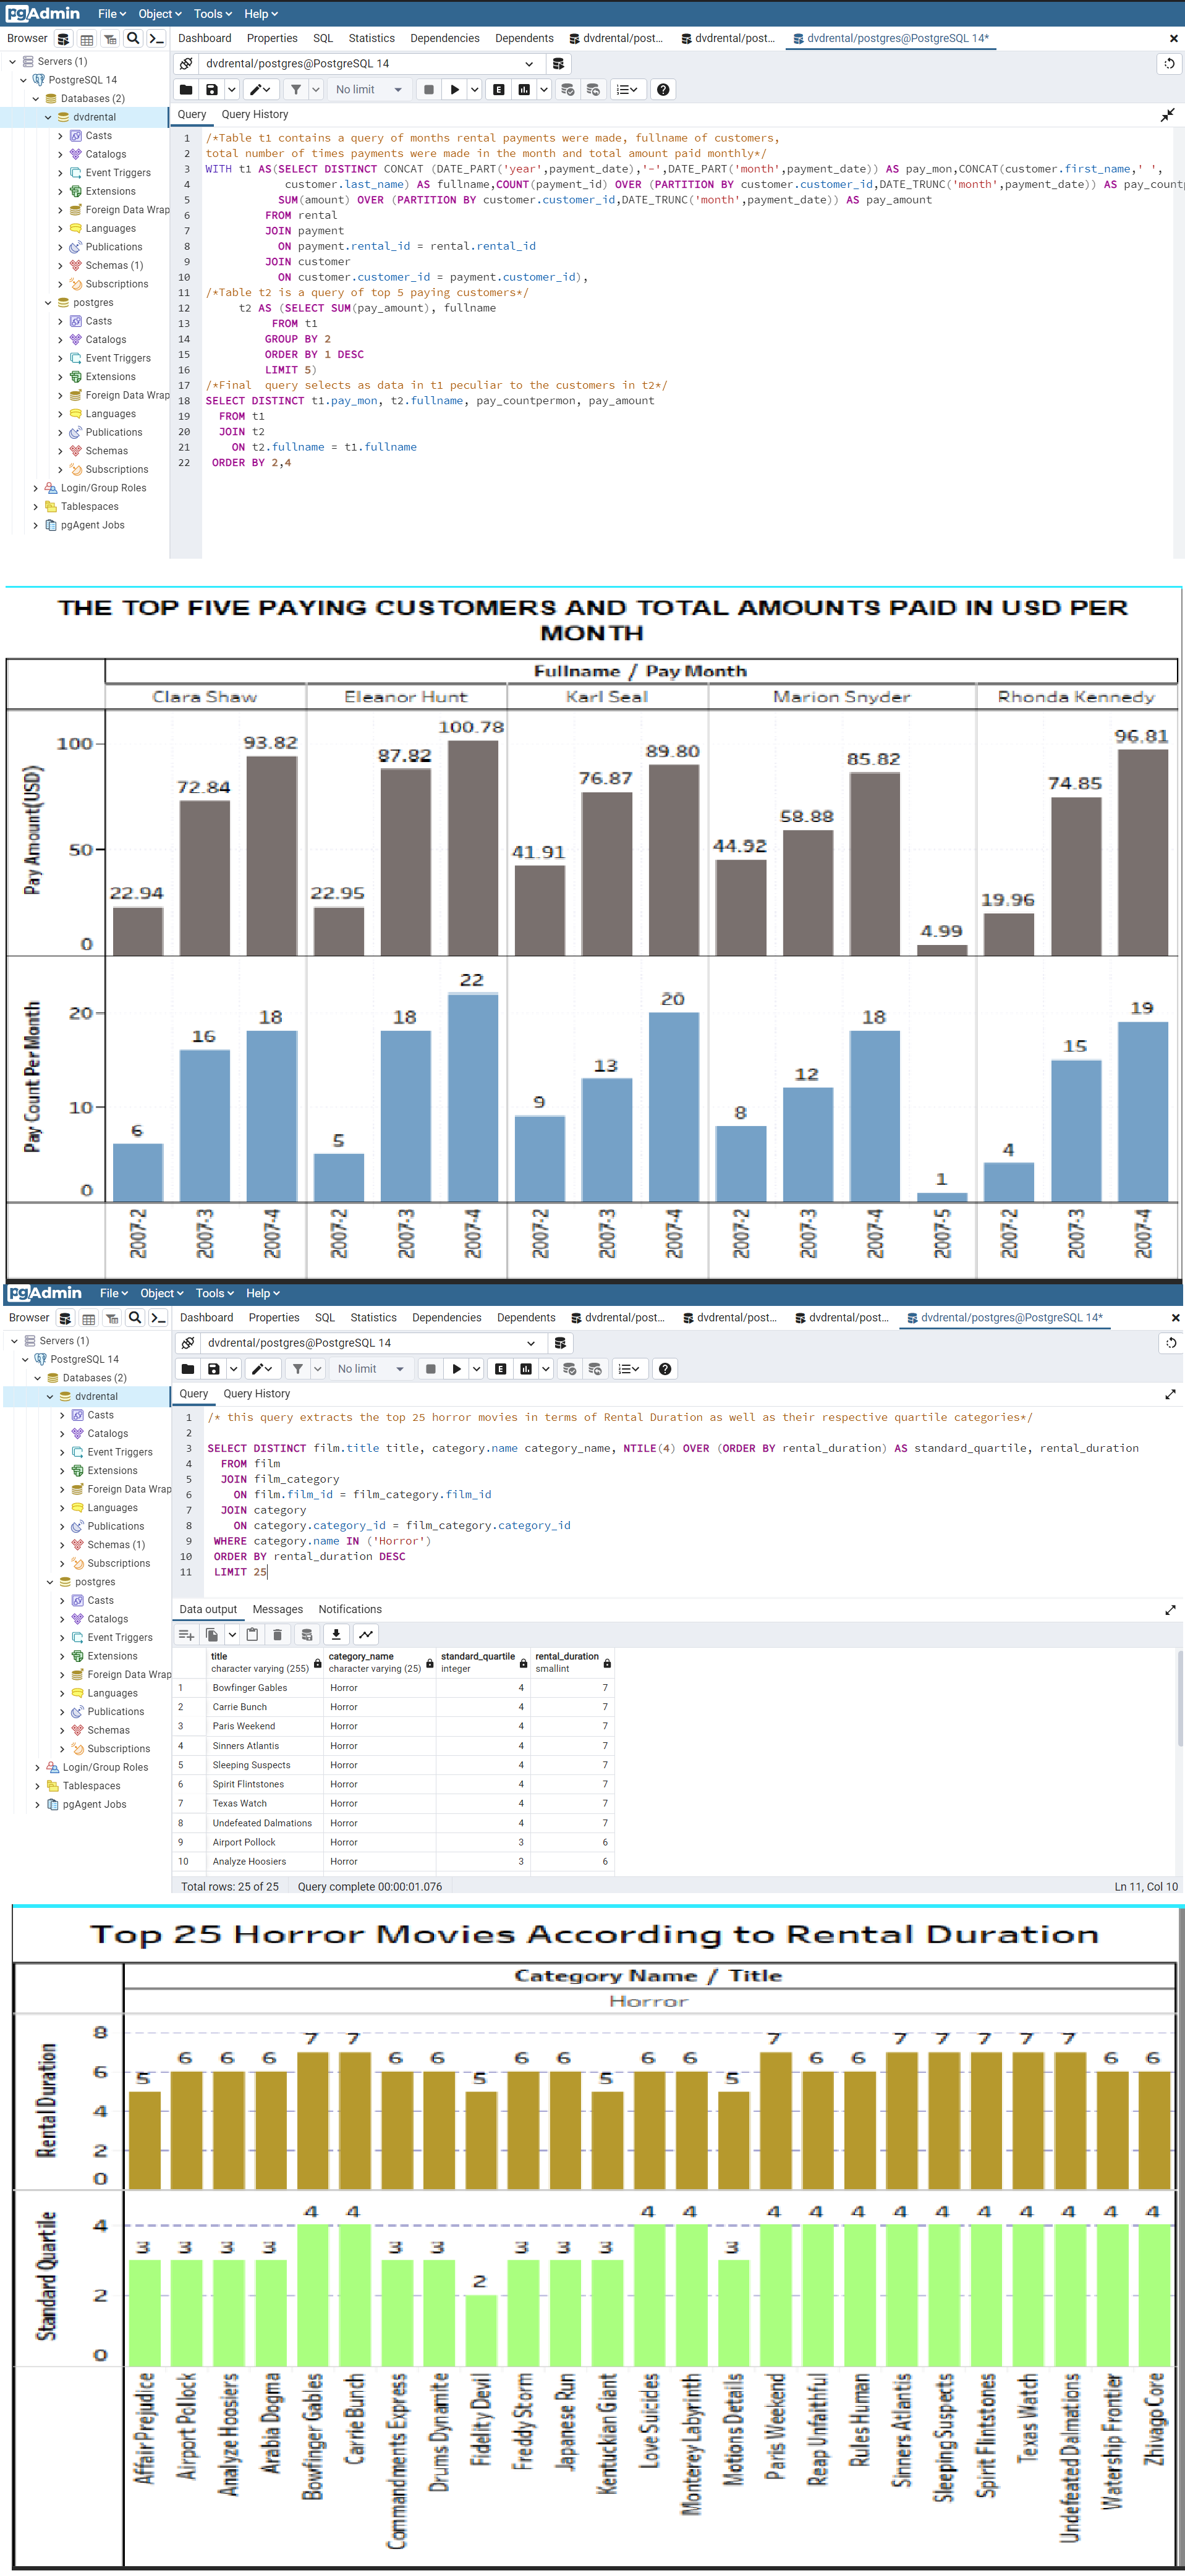 pgAdmin File Object Tools Help
Browser Dashboard Properties SQL Statistics Dependencies Dependents dvdrental/post... dvdrental/post... dvdrental/postgres@PostgreSQL 14*
Servers (1)
PostgreSQL 14
Databases (2)
dvdrental
Casts
Catalogs
Event Triggers
Extensions
Foreign Data Wrap
Languages
Publications
Schemas (1)
Subscriptions
postgres
Casts
Catalogs
Event Triggers
Extensions
Foreign Data Wrap
Languages
Publications
Schemas
Subscriptions
Login/Group Roles
Tablespaces
pgAgent Jobs
dvdrental/postgres@PostgreSQL 14
No limit
E
Query Query History
1 /*Table t1 contains a query of months rental payments were made, fullname of customers,
2 total number of times payments were made in the month and total amount paid monthly*/
3 WITH t1 AS(SELECT DISTINCT CONCAT (DATE_PART('year',payment_date),'-',DATE_PART('month',payment_date)) AS pay_mon,CONCAT(customer.first_name,' ',
4 customer.last_name) AS fullname,COUNT(payment_id) OVER (PARTITION BY customer.customer_id,DATE_TRUNC('month',payment_date)) AS pay_countp
5 SUM(amount) OVER (PARTITION BY customer.customer_id,DATE_TRUNC('month',payment_date)) AS pay_amount
6 FROM rental
7 JOIN payment
8 ON payment.rental_id = rental.rental_id
9 JOIN customer
10 ON customer.customer_id = payment.customer_id),
11 /*Table t2 is a query of top 5 paying customers*/
12 t2 AS (SELECT SUM(pay_amount), fullname
13 FROM t1
14 GROUP BY 2
15 ORDER BY 1 DESC
16 LIMIT 5)
17 /*Final  query selects as data in t1 peculiar to the customers in t2*/
18 SELECT DISTINCT t1.pay_mon, t2.fullname, pay_countpermon, pay_amount
19 FROM t1
20 JOIN t2
21 ON t2.fullname = t1.fullname
22 ORDER BY 2,4
THE TOP FIVE PAYING CUSTOMERS AND TOTAL AMOUNTS PAID IN USD PER
MONTH
Fullname / Pay Month
Clara Shaw Eleanor Hunt Karl Seal Marion Snyder Rhonda Kennedy
Pay Amount(USD)
100
50
0
22.94 72.84 93.82 22.95 87.82 100.78 41.91 76.87 89.80 44.92 58.88 85.82 4.99 19.96 74.85 96.81
Pay Count Per Month
20
10
0
6 16 18 5 18 22 9 13 20 8 12 18 1 4 15 19
2007-2 2007-3 2007-4 2007-2 2007-3 2007-4 2007-2 2007-3 2007-4 2007-2 2007-3 2007-4 2007-5 2007-2 2007-3 2007-4
pgAdmin File Object Tools Help
Browser Dashboard Properties SQL Statistics Dependencies Dependents dvdrental/post... dvdrental/post... dvdrental/post... dvdrental/postgres@PostgreSQL 14*
Servers (1)
PostgreSQL 14
Databases (2)
dvdrental
Casts
Catalogs
Event Triggers
Extensions
Foreign Data Wrap
Languages
Publications
Schemas (1)
Subscriptions
postgres
Casts
Catalogs
Event Triggers
Extensions
Foreign Data Wrap
Languages
Publications
Schemas
Subscriptions
Login/Group Roles
Tablespaces
pgAgent Jobs
dvdrental/postgres@PostgreSQL 14
No limit
E
Query Query History
1 /* this query extracts the top 25 horror movies in terms of Rental Duration as well as their respective quartile categories*/
2
3 SELECT DISTINCT film.title title, category.name category_name, NTILE(4) OVER (ORDER BY rental_duration) AS standard_quartile, rental_duration
4 FROM film
5 JOIN film_category
6 ON film.film_id = film_category.film_id
7 JOIN category
8 ON category.category_id = film_category.category_id
9 WHERE category.name IN ('Horror')
10 ORDER BY rental_duration DESC
11 LIMIT 25
Data output Messages Notifications
title category_name standard_quartile rental_duration
character varying (255) character varying (25) integer smallint
1 Bowfinger Gables Horror 4 7
2 Carrie Bunch Horror 4 7
3 Paris Weekend Horror 4 7
4 Sinners Atlantis Horror 4 7
5 Sleeping Suspects Horror 4 7
6 Spirit Flintstones Horror 4 7
7 Texas Watch Horror 4 7
8 Undefeated Dalmations Horror 4 7
9 Airport Pollock Horror 3 6
10 Analyze Hoosiers Horror 3 6
Total rows: 25 of 25 Query complete 00:00:01.076 Ln 11, Col 10
Top 25 Horror Movies According to Rental Duration
Category Name / Title
Horror
Rental Duration
8
6
4
2
0
5 6 6 6 7 7 6 6 5 6 6 5 6 6 5 7 6 6 7 7 7 7 7 6 6
Standard Quartile
4
2
0
3 3 3 3 4 4 3 3 2 3 3 3 4 4 3 4 4 4 4 4 4 4 4 4 4
Affair Prejudice
Airport Pollock
Analyze Hoosiers
Arabia Dogma
Bowfinger Gables
Carrie Bunch
Commandments Express
Drums Dynamite
Fidelity Devil
Freddy Storm
Japanese Run
Kentuckian Giant
Love Suicides
Monterey Labyrinth
Motions Details
Paris Weekend
Reap Unfaithful
Rules Human
Sinners Atlantis
Sleeping Suspects
Spirit Flintstones
Texas Watch
Undefeated Dalmations
Watership Frontier
Zhivago Core